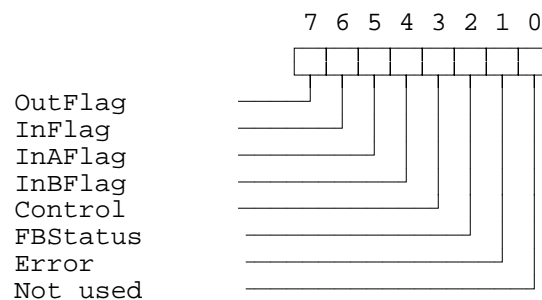 7 6 5 4 3 2 1 0
OutFlag
InFlag
InAFlag
InBFlag
Control
FBStatus
Error
Not used